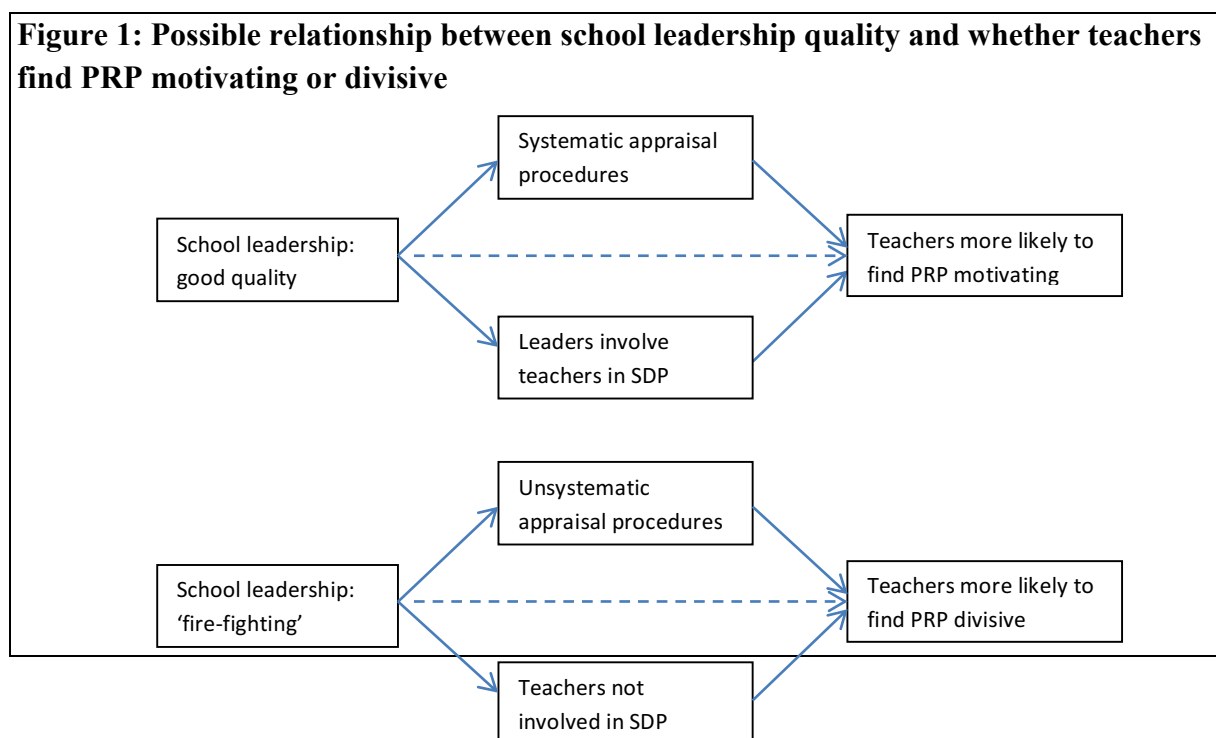 Figure 1: Possible relationship between school leadership quality and whether teachers
find PRP motivating or divisive
Systematic appraisal
procedures
School leadership:
good quality
Teachers more likely to
find PRP motivating
Leaders involve
teachers in SDP
Unsystematic
appraisal procedures
School leadership:
‘fire-fighting’
Teachers more likely to
find PRP divisive
Teachers not
involved in SDP